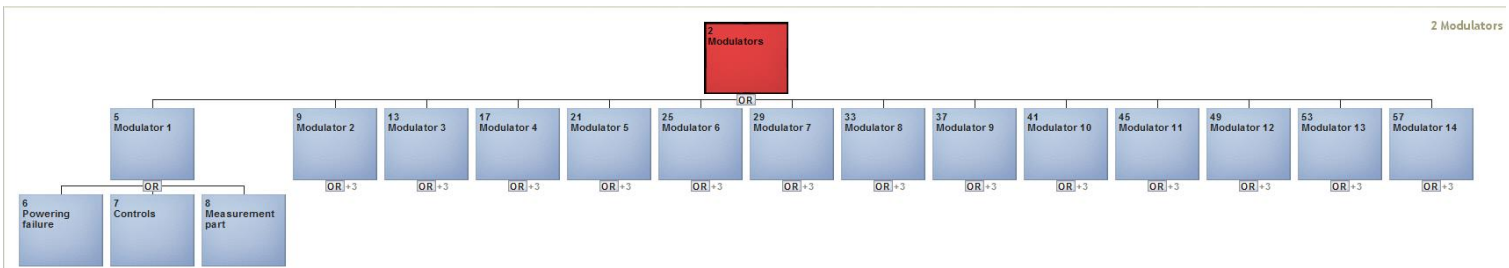 2 Modulators
2
Modulators
OR
5
Modulator 1
9
Modulator 2
13
Modulator 3
17
Modulator 4
21
Modulator 5
25
Modulator 6
29
Modulator 7
33
Modulator 8
37
Modulator 9
41
Modulator 10
45
Modulator 11
49
Modulator 12
53
Modulator 13
57
Modulator 14
OR
OR +3
OR +3
OR +3
OR +3
OR +3
OR +3
OR +3
OR +3
OR +3
OR +3
OR +3
OR +3
OR +3
6
Powering
failure
7
Controls
8
Measurement
part